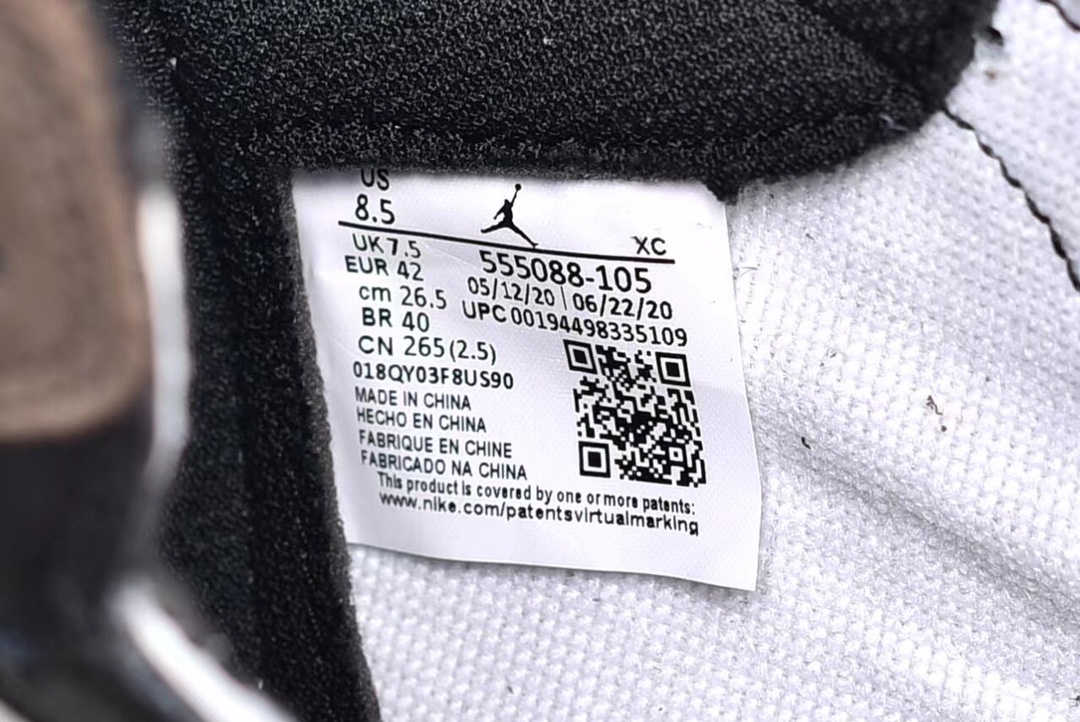 US
8.5
XC
UK 7.5
555088-105
EUR 42
05/12/20 | 06/22/20
cm 26.5
UPC 00194498335109
BR 40
CN 265 (2.5)
018QY03F8US90
MADE IN CHINA
HECHO EN CHINA
FABRIQUE EN CHINE
FABRICADO NA CHINA
This product is covered by one or more patents:
www.nike.com/patentsvirtualmarking